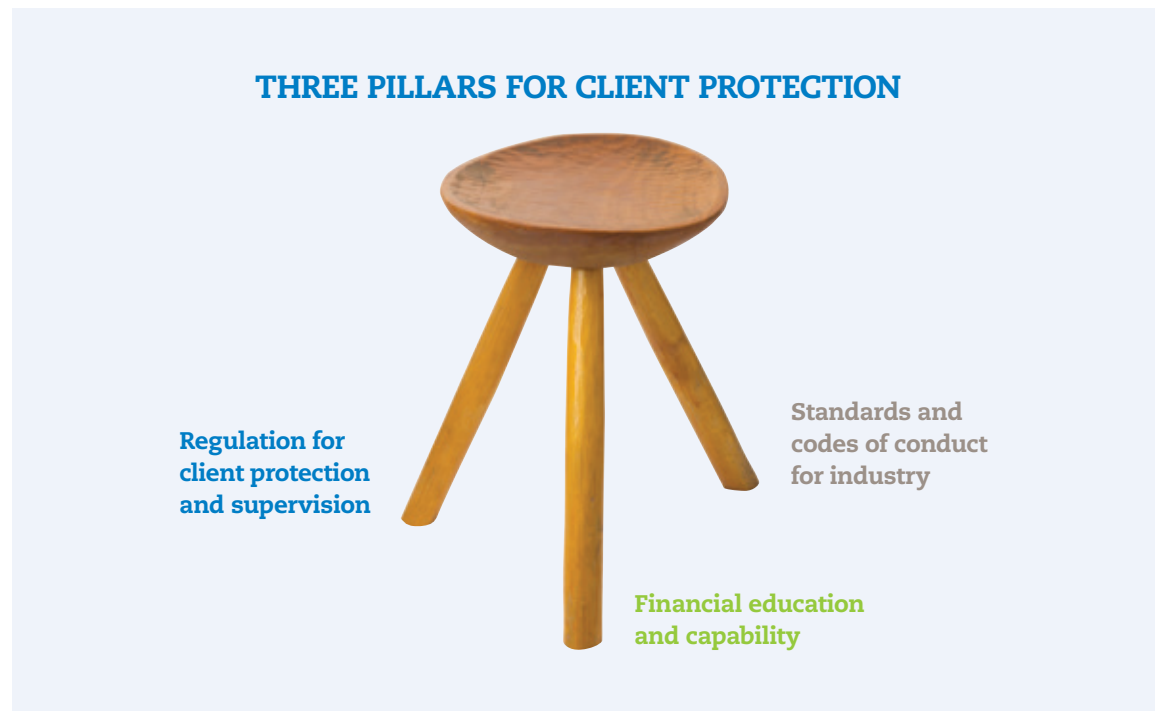 THREE PILLARS FOR CLIENT PROTECTION
Regulation for
client protection
and supervision
Standards and
codes of conduct
for industry
Financial education
and capability